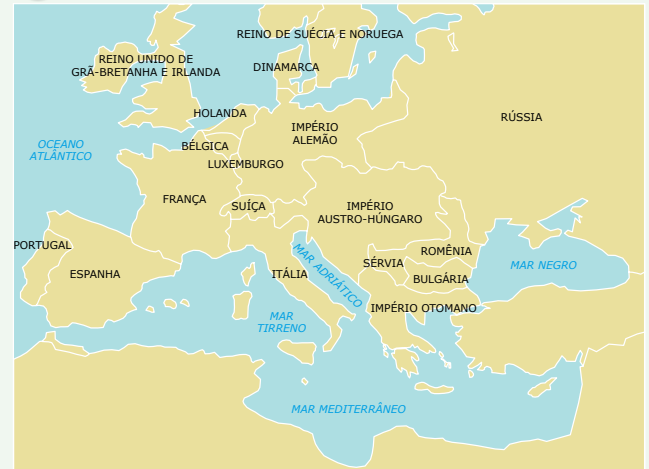 REINO DE SUÉCIA E NORUEGA
REINO UNIDO DE
GRÃ-BRETANHA E IRLANDA
DINAMARCA
HOLANDA
RÚSSIA
IMPÉRIO
ALEMÃO
OCEANO
ATLÂNTICO
BÉLGICA
LUXEMBURGO
FRANÇA
SUÍÇA
IMPÉRIO
AUSTRO-HÚNGARO
PORTUGAL
ESPANHA
ITÁLIA
MAR ADRIÁTICO
SÉRVIA
ROMÊNIA
BULGÁRIA
MAR NEGRO
IMPÉRIO OTOMANO
MAR
TIRRENO
MAR MEDITERRÂNEO